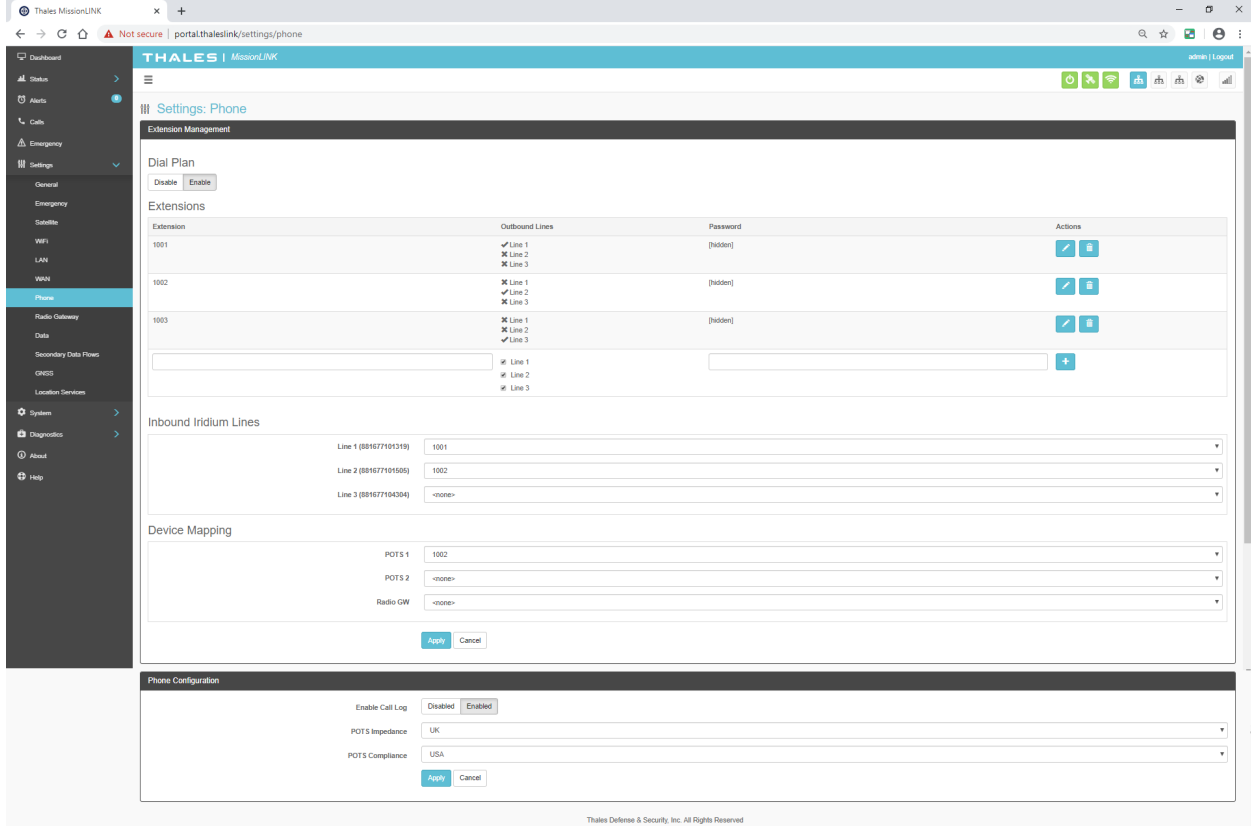 Thales MissionLINK
Not secure | portal.thaleslink/settings/phone
THALES | MissionLINK
admin | Logout
Dashboard
Status
Alerts
0
Calls
Emergency
Settings
General
Emergency
Satellite
WiFi
LAN
WAN
Phone
Radio Gateway
Data
Secondary Data Flows
GNSS
Location Services
System
Diagnostics
About
Help
Settings: Phone
Extension Management
Dial Plan
Disable Enable
Extensions
Extension Outbound Lines Password Actions
1001 Line 1 [hidden]
Line 2
Line 3
1002 Line 1 [hidden]
Line 2
Line 3
1003 Line 1 [hidden]
Line 2
Line 3
Line 1
Line 2
Line 3
Inbound Iridium Lines
Line 1 (881677101319) 1001
Line 2 (881677101505) 1002
Line 3 (881677104304) <none>
Device Mapping
POTS 1 1002
POTS 2 <none>
Radio GW <none>
Apply Cancel
Phone Configuration
Enable Call Log Disabled Enabled
POTS Impedance UK
POTS Compliance USA
Apply Cancel
Thales Defense & Security, Inc. All Rights Reserved